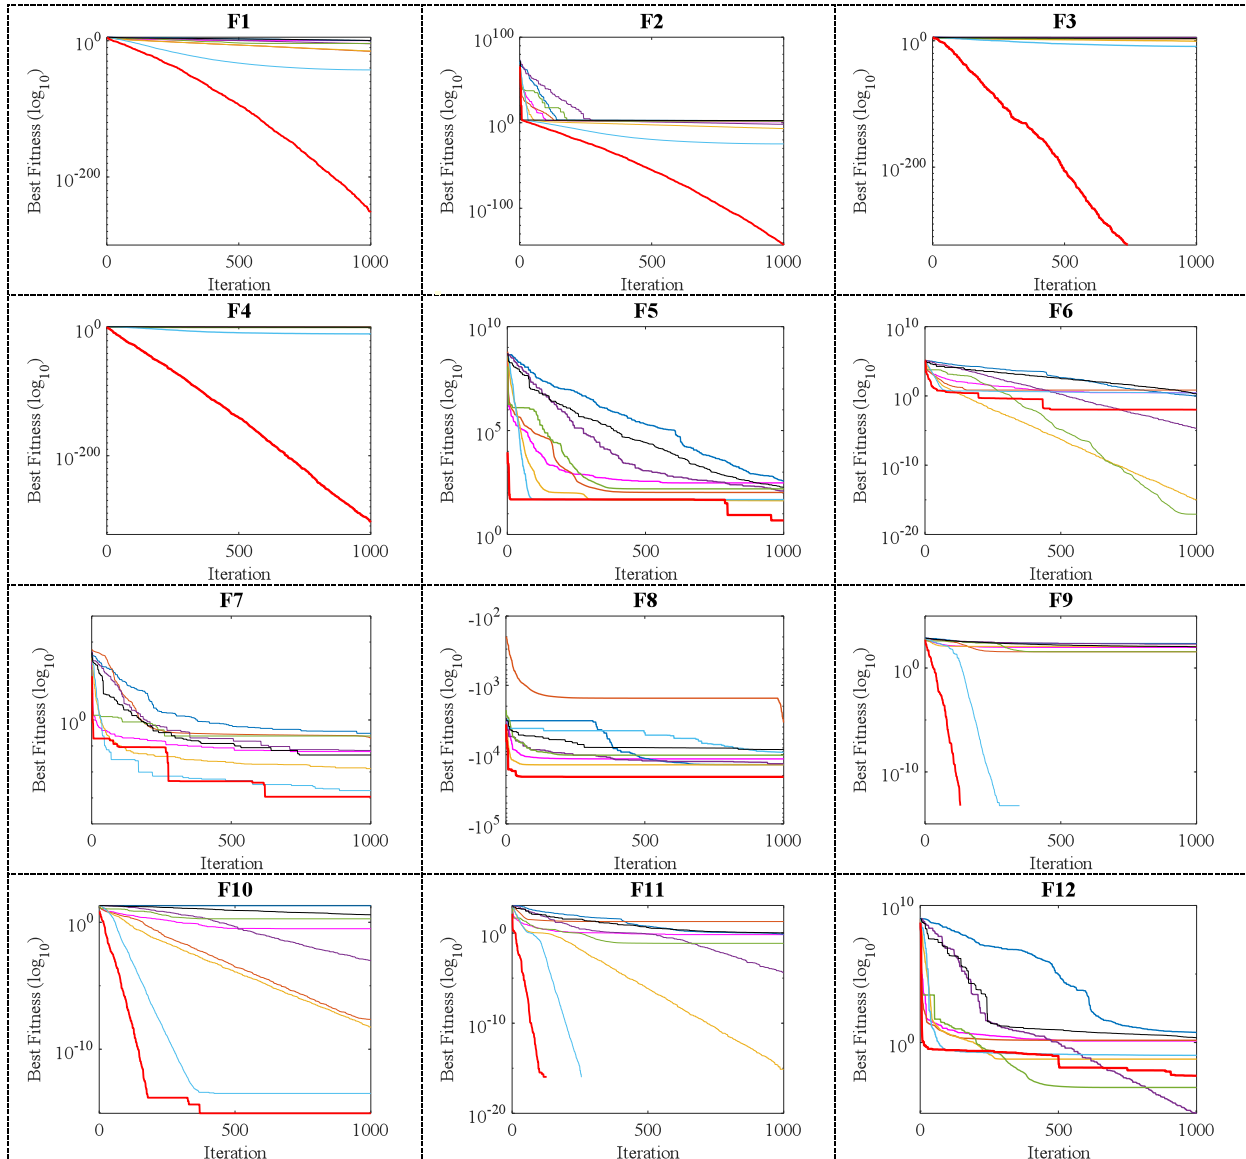 F1
10^0
10^-200
Best Fitness (log10)
0
500
1000
Iteration
F2
10^100
10^0
10^-100
Best Fitness (log10)
0
500
1000
Iteration
F3
10^0
10^-200
Best Fitness (log10)
0
500
1000
Iteration
F4
10^0
10^-200
Best Fitness (log10)
0
500
1000
Iteration
F5
10^10
10^5
10^0
Best Fitness (log10)
0
500
1000
Iteration
F6
10^10
10^0
10^-10
10^-20
Best Fitness (log10)
0
500
1000
Iteration
F7
10^0
Best Fitness (log10)
0
500
1000
Iteration
F8
-10^2
-10^3
-10^4
-10^5
Best Fitness (log10)
0
500
1000
Iteration
F9
10^0
10^-10
Best Fitness (log10)
0
500
1000
Iteration
F10
10^0
10^-10
Best Fitness (log10)
0
500
1000
Iteration
F11
10^0
10^-10
10^-20
Best Fitness (log10)
0
500
1000
Iteration
F12
10^10
10^0
Best Fitness (log10)
0
500
1000
Iteration